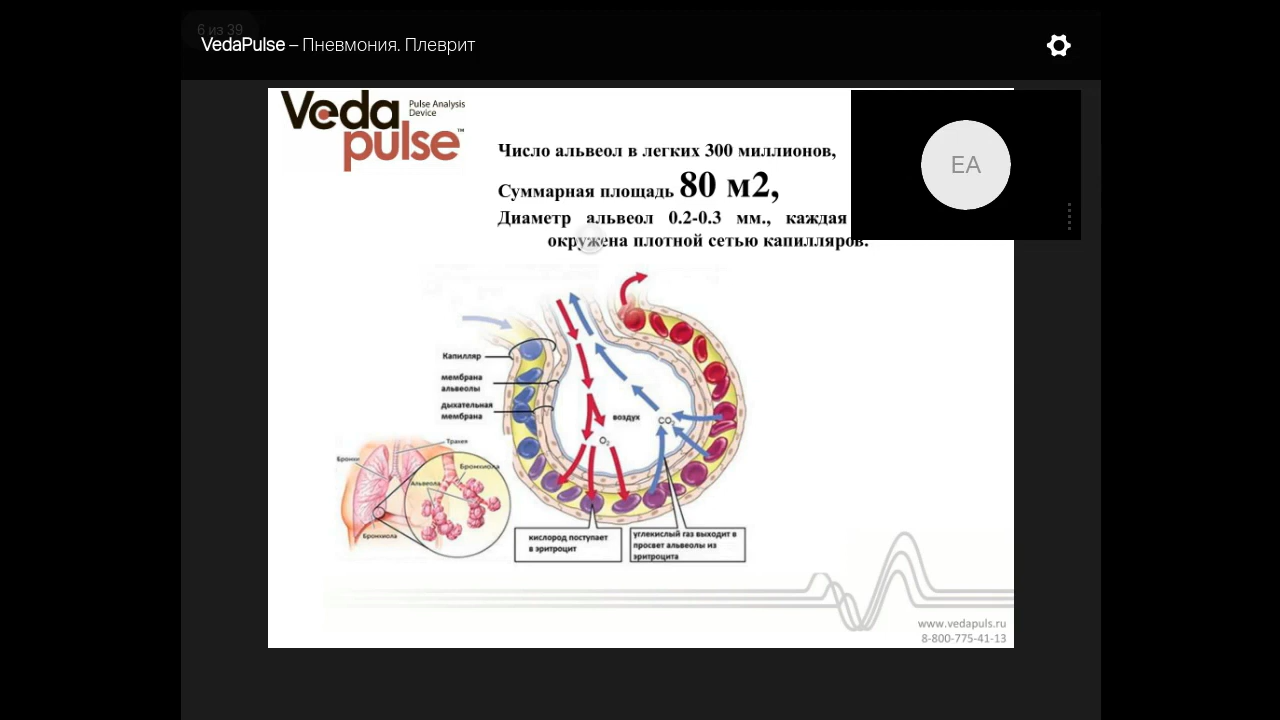 6 из 39
VedaPulse – Пневмония. Плеврит
Veda
pulse™
Pulse Analysis
Device
EA
Число альвеол в легких 300 миллионов,
Суммарная площадь 80 м2,
Диаметр альвеол 0.2-0.3 мм., каждая
окружена плотной сетью капилляров.
Капилляр
мембрана
альвеолы
дыхательная
мембрана
воздух
CO₂
O₂
Трахея
Бронхи
Бронхиола
Альвеола
Бронхиола
кислород поступает
в эритроцит
углекислый газ выходит в
просвет альвеолы из
эритроцита
www.vedapuls.ru
8-800-775-41-13